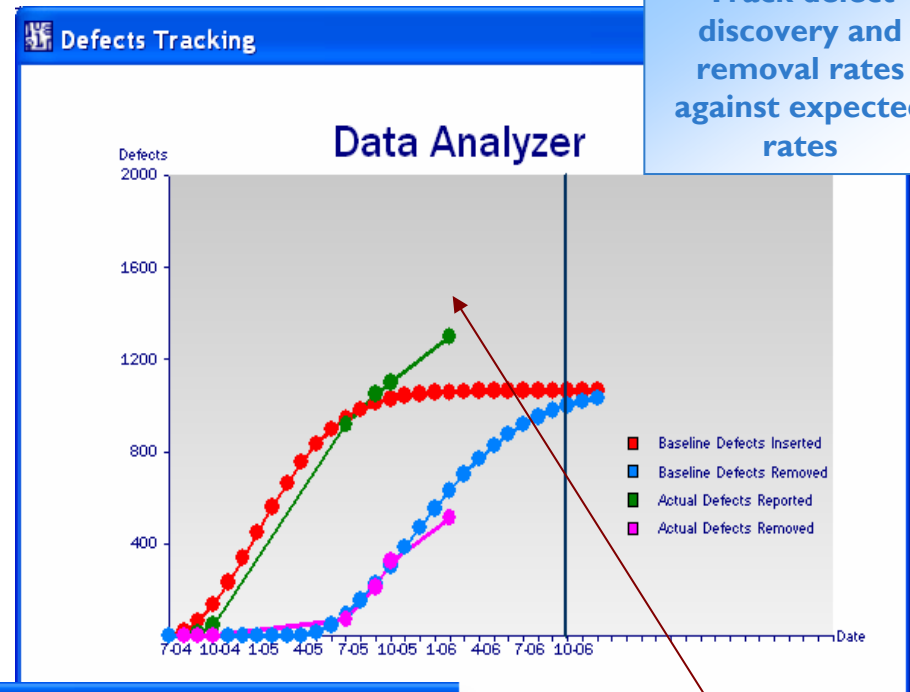 Defects Tracking
discovery and
removal rates
against expected
rates
Data Analyzer
Defects
2000
1600
1200
800
400
Baseline Defects Inserted
Baseline Defects Removed
Actual Defects Reported
Actual Defects Removed
7-04 10-04 1-05 4-05 7-05 10-05 1-06 4-06 7-06 10-06
Date